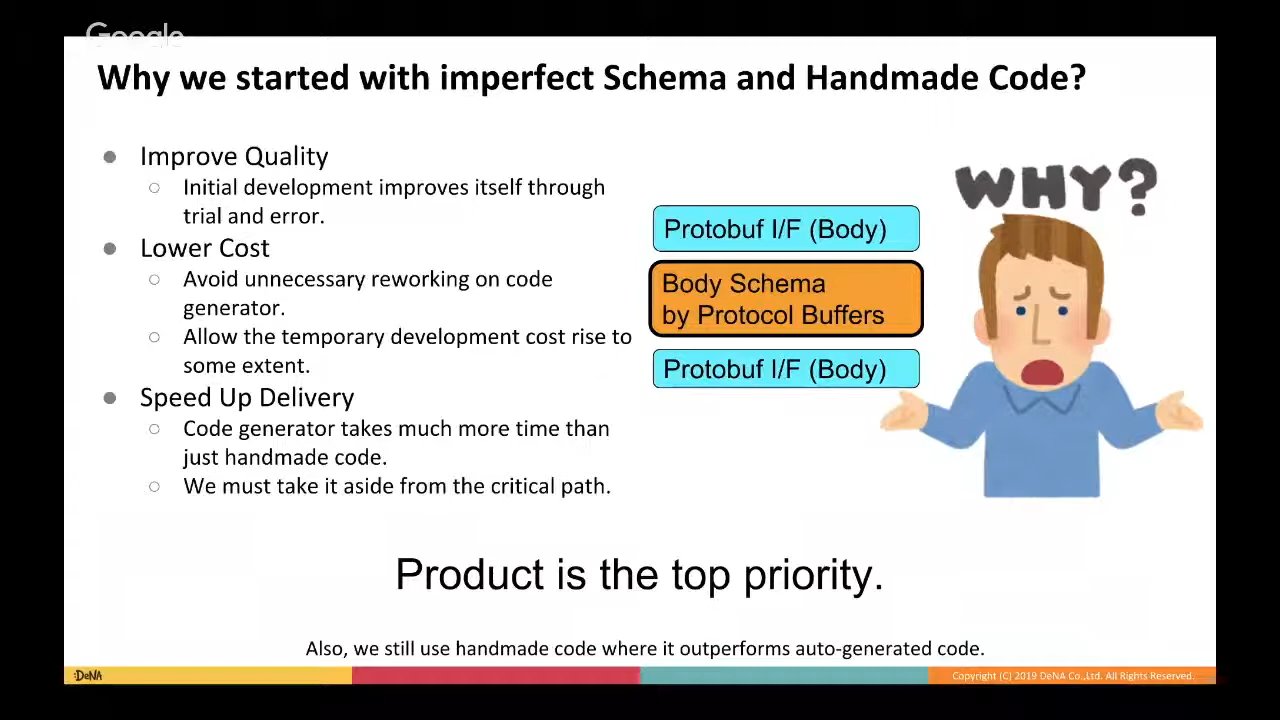 Google
Why we started with imperfect Schema and Handmade Code?
● Improve Quality
○ Initial development improves itself through
trial and error.
● Lower Cost
○ Avoid unnecessary reworking on code
generator.
○ Allow the temporary development cost rise to
some extent.
● Speed Up Delivery
○ Code generator takes much more time than
just handmade code.
○ We must take it aside from the critical path.
Protobuf I/F (Body)
Body Schema
by Protocol Buffers
Protobuf I/F (Body)
WHY?
Product is the top priority.
Also, we still use handmade code where it outperforms auto-generated code.
:DeNA
Copyright (C) 2019 DeNA Co.,Ltd. All Rights Reserved.